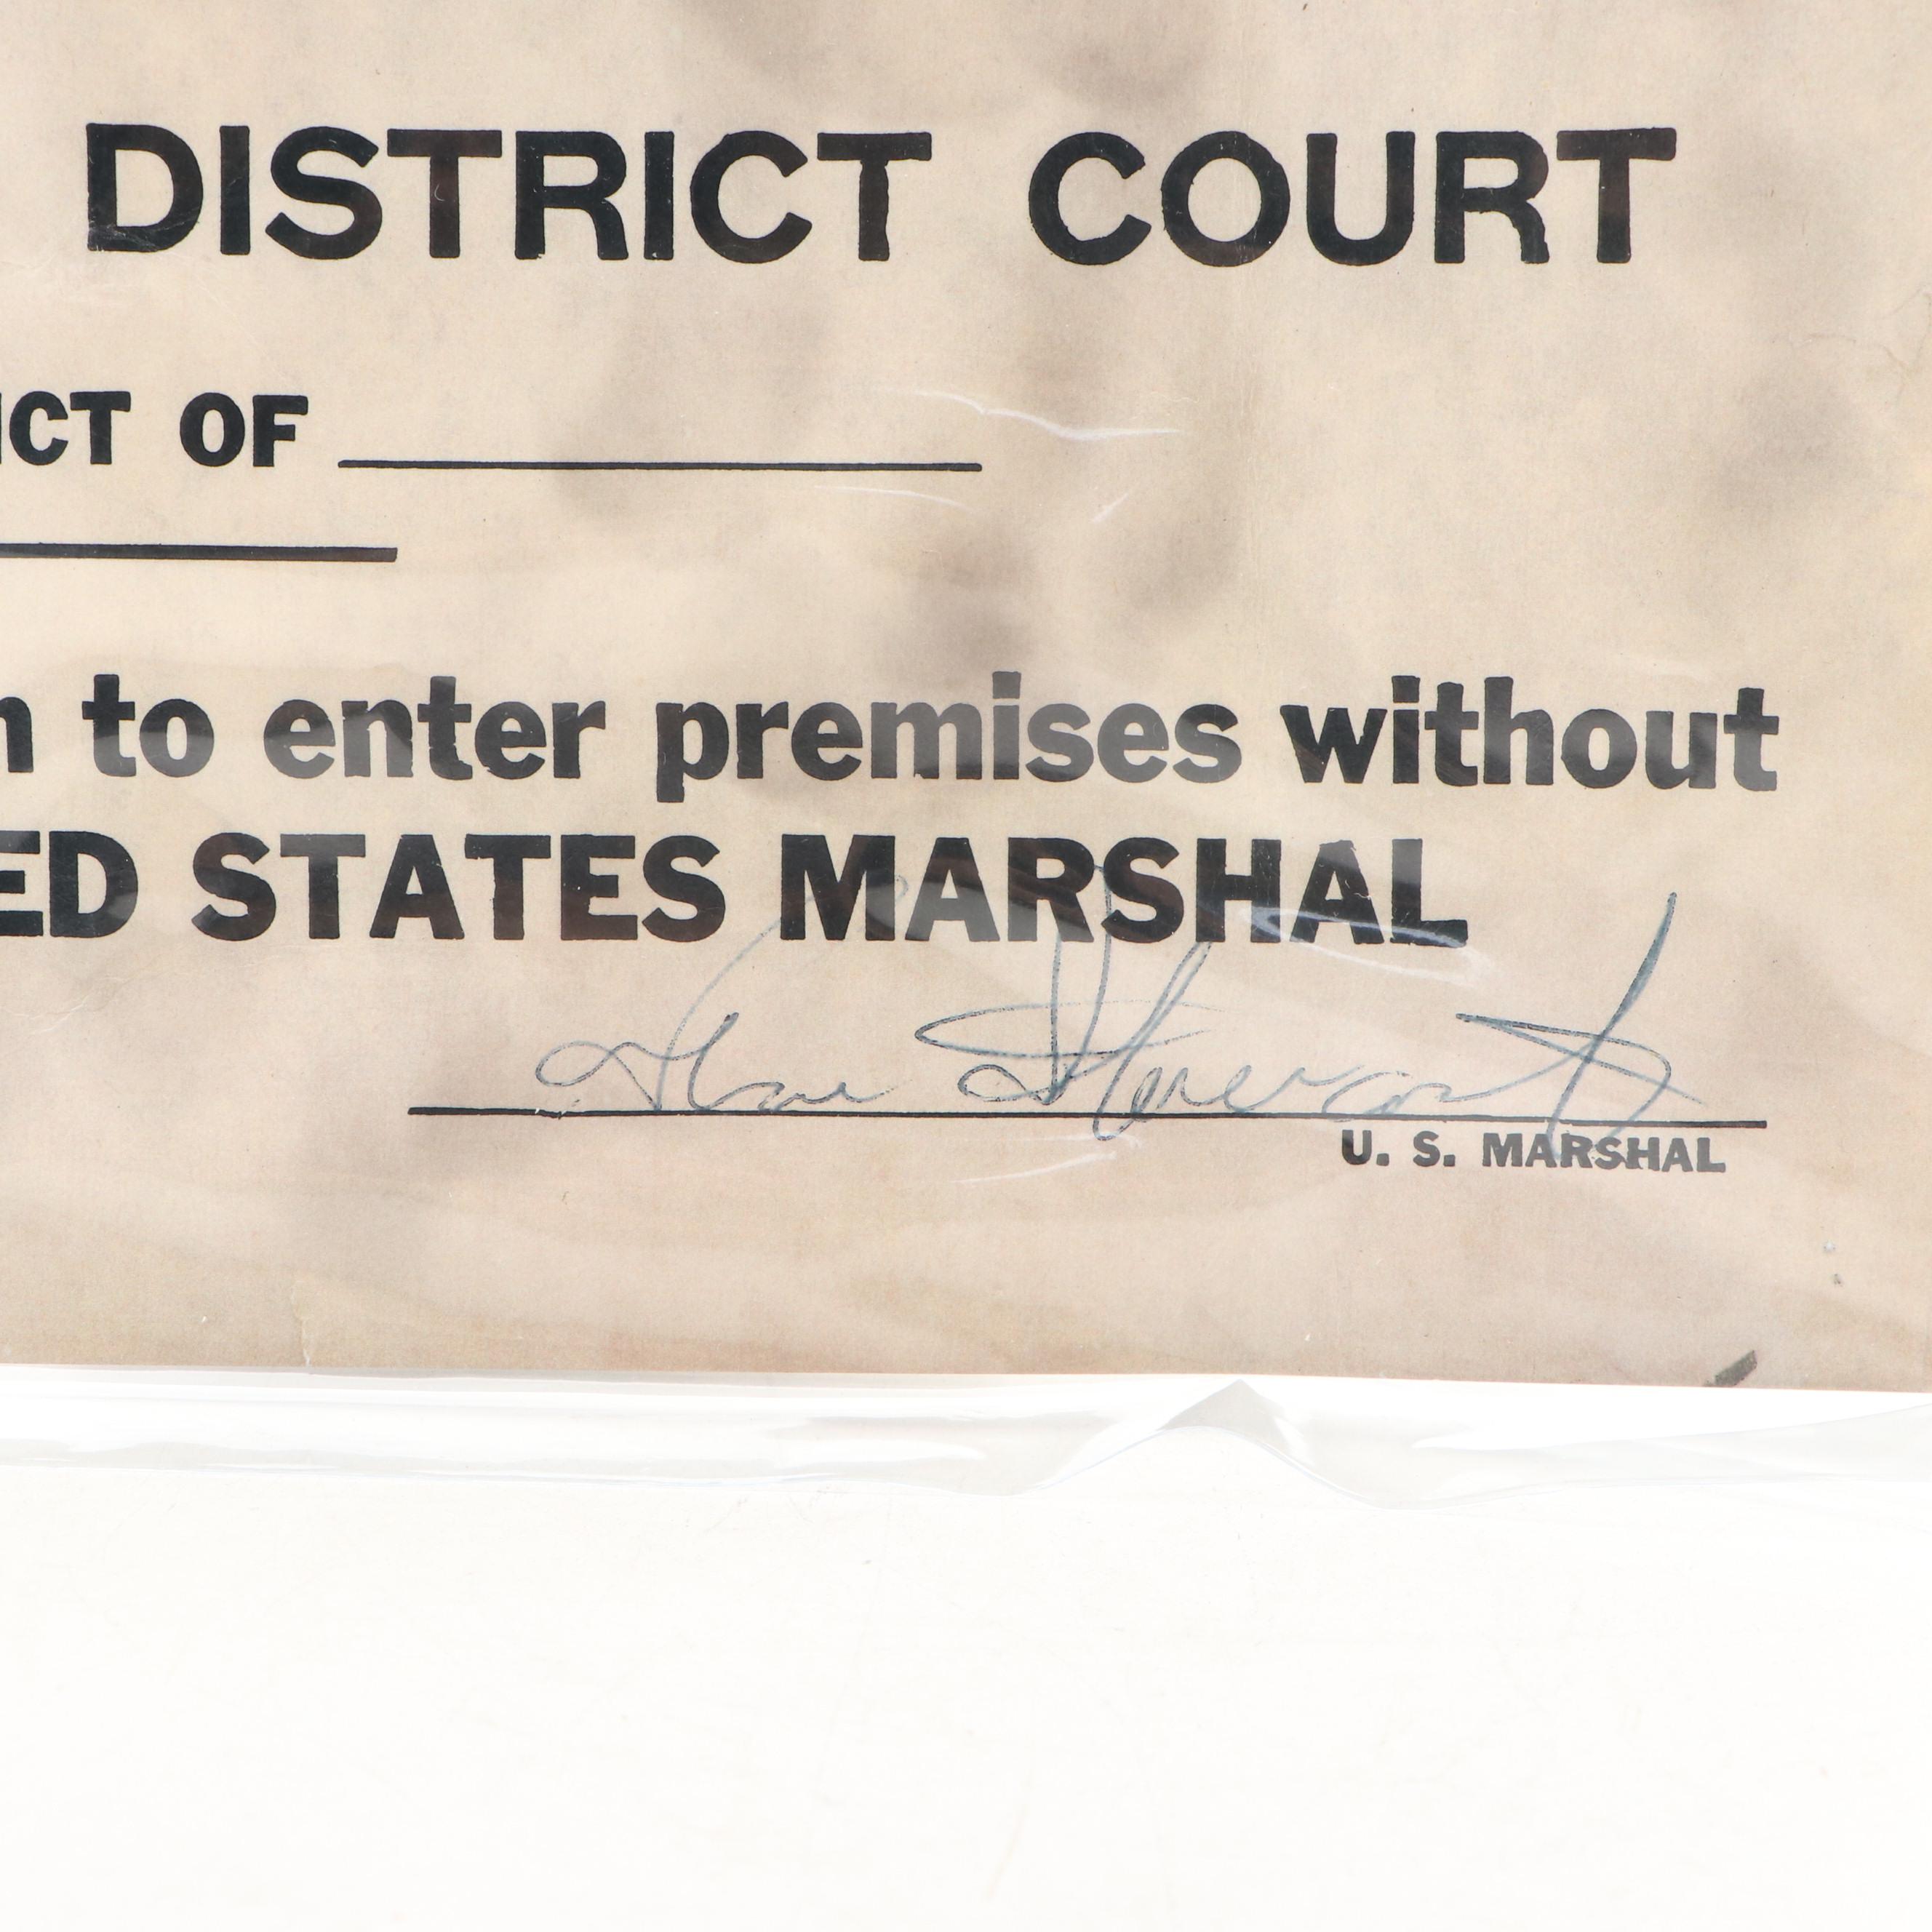 DISTRICT COURT
ICT OF
n to enter premises without
ED STATES MARSHAL
U. S. MARSHAL